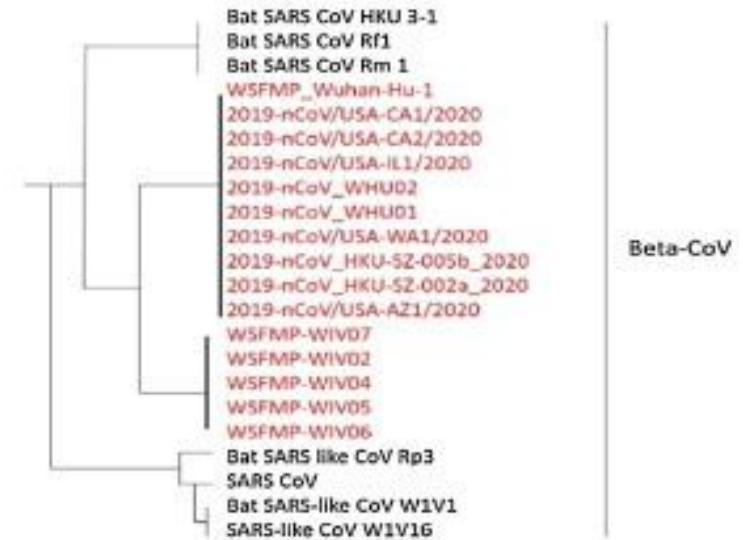 Bat SARS CoV HKU 3-1
Bat SARS CoV Rf1
Bat SARS CoV Rm 1
WSFMP_Wuhan-Hu-1
2019-nCoV/USA-CA1/2020
2019-nCoV/USA-CA2/2020
2019-nCoV/USA-IL1/2020
2019-nCoV_WHU02
2019-nCoV_WHU01
2019-nCoV/USA-WA1/2020
2019-nCoV_HKU-SZ-005b_2020
2019-nCoV_HKU-SZ-002a_2020
2019-nCoV/USA-AZ1/2020
WSFMP-WIV07
WSFMP-WIV02
WSFMP-WIV04
WSFMP-WIV05
WSFMP-WIV06
Bat SARS like CoV Rp3
SARS CoV
Bat SARS-like CoV W1V1
SARS-like CoV W1V16
Beta-CoV